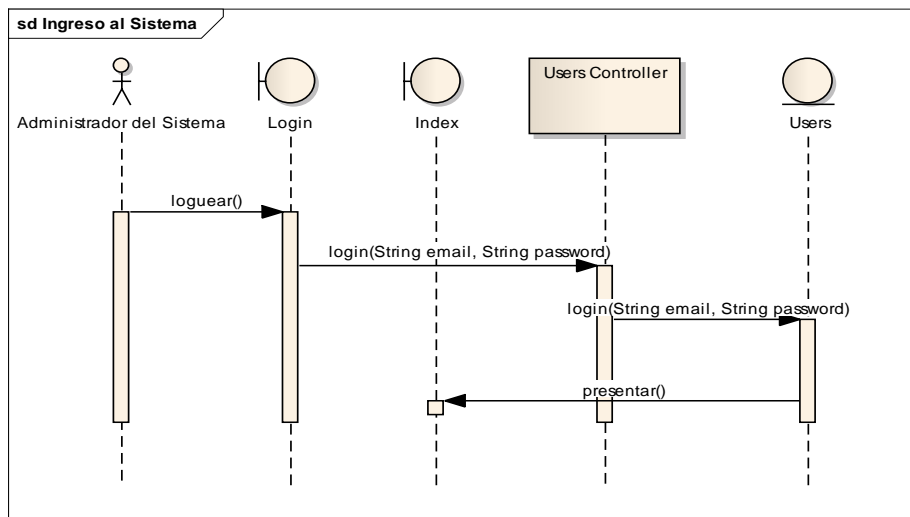 sd Ingreso al Sistema
Administrador del Sistema
Login
Index
Users Controller
Users
loguear()
login(String email, String password)
login(String email, String password)
presentar()